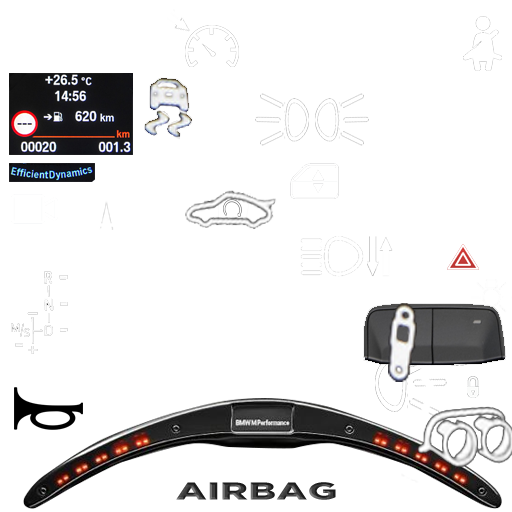 +26.5 °C
14:56
--- ➔ 620 km
km
00020 001.3
EfficientDynamics
R
N
M/S D
BMW M Performance
AIRBAG